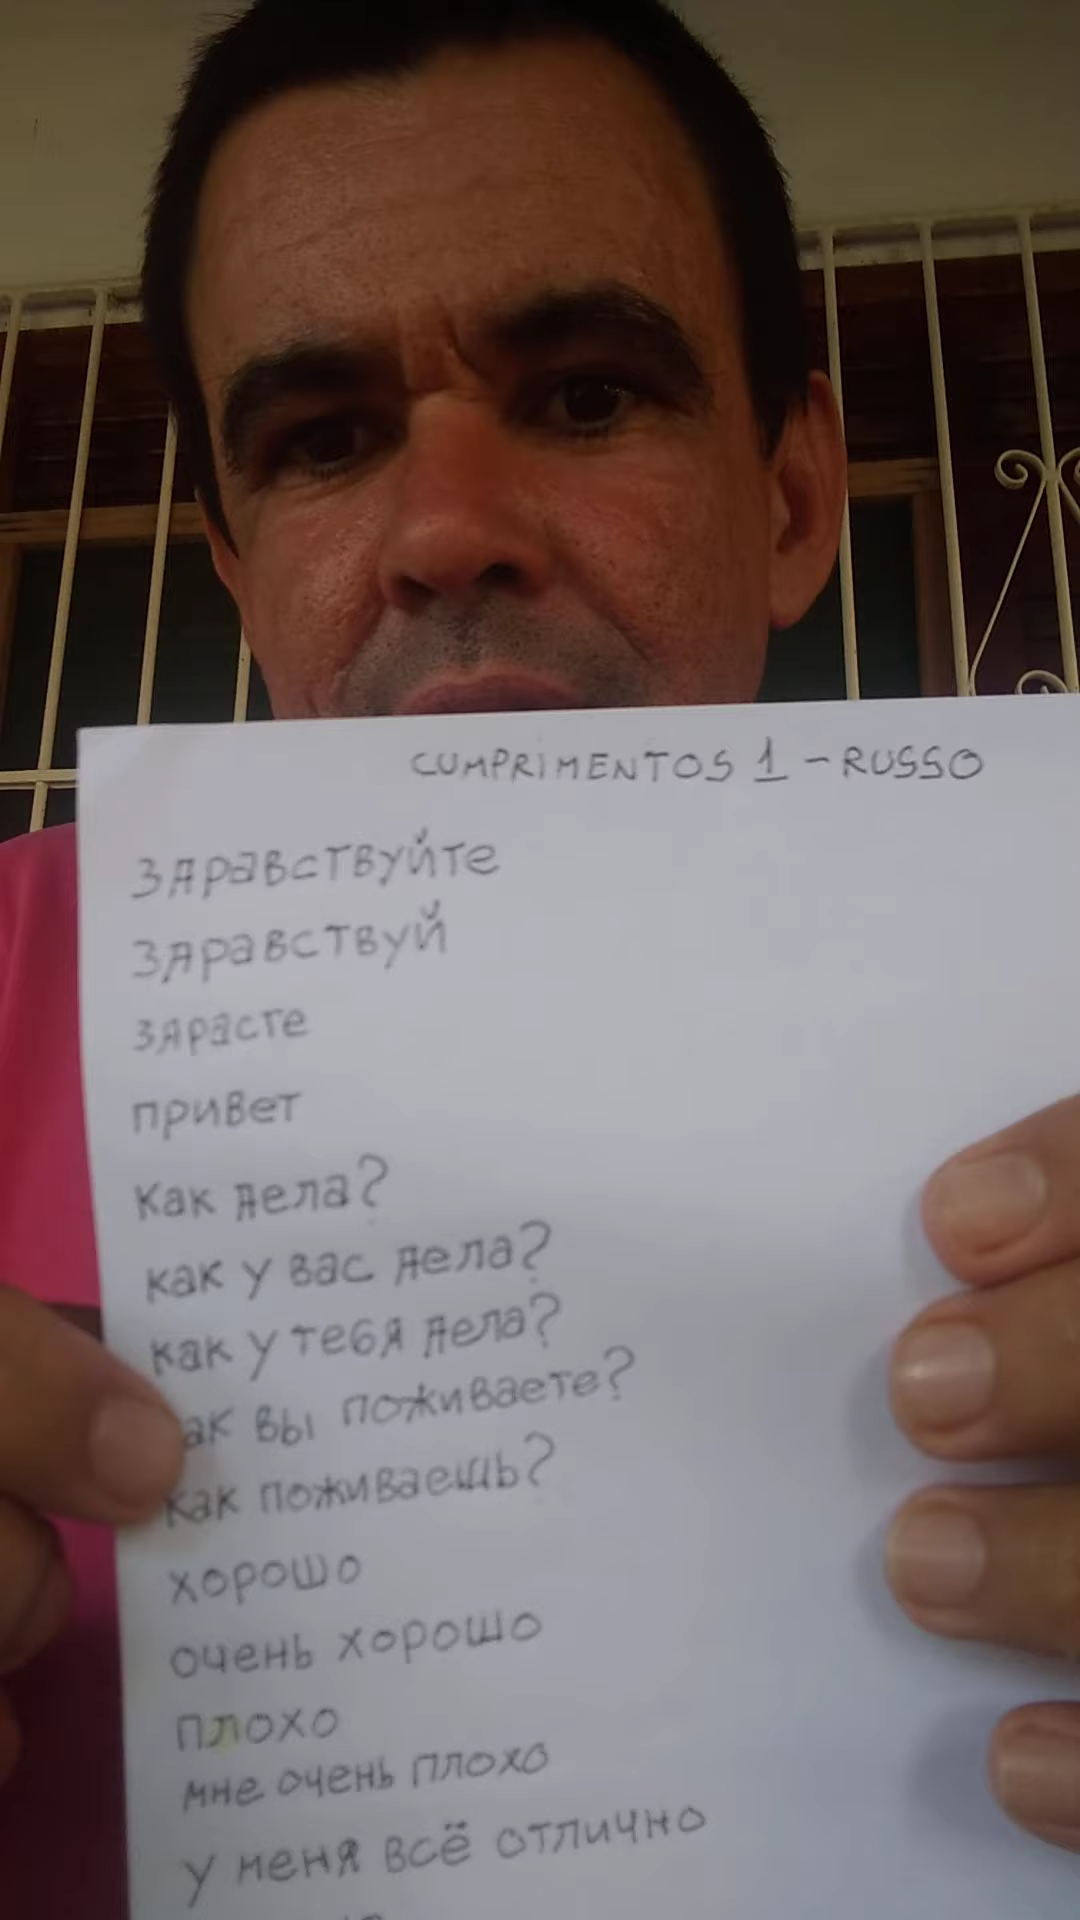 CUMPRIMENTOS 1 - RUSSO
здравствуйте
здравствуй
здрасте
привет
как дела?
как у вас дела?
как у тебя дела?
ак вы поживаете?
как поживаешь?
хорошо
очень хорошо
плохо
мне очень плохо
у меня всё отлично